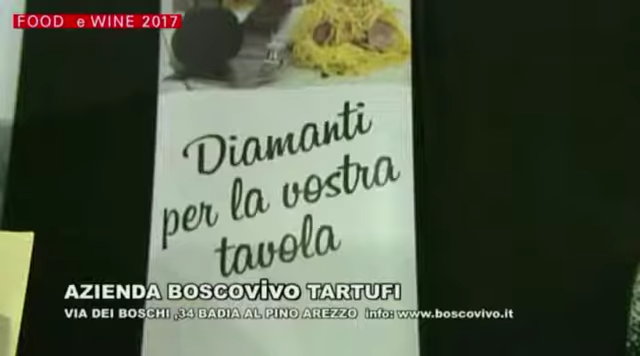 FOOD e WINE 2017
Diamanti
per la vostra
tavola
AZIENDA BOSCOVIVO TARTUFI
VIA DEI BOSCHI ,34 BADIA AL PINO AREZZO info: www.boscovivo.it